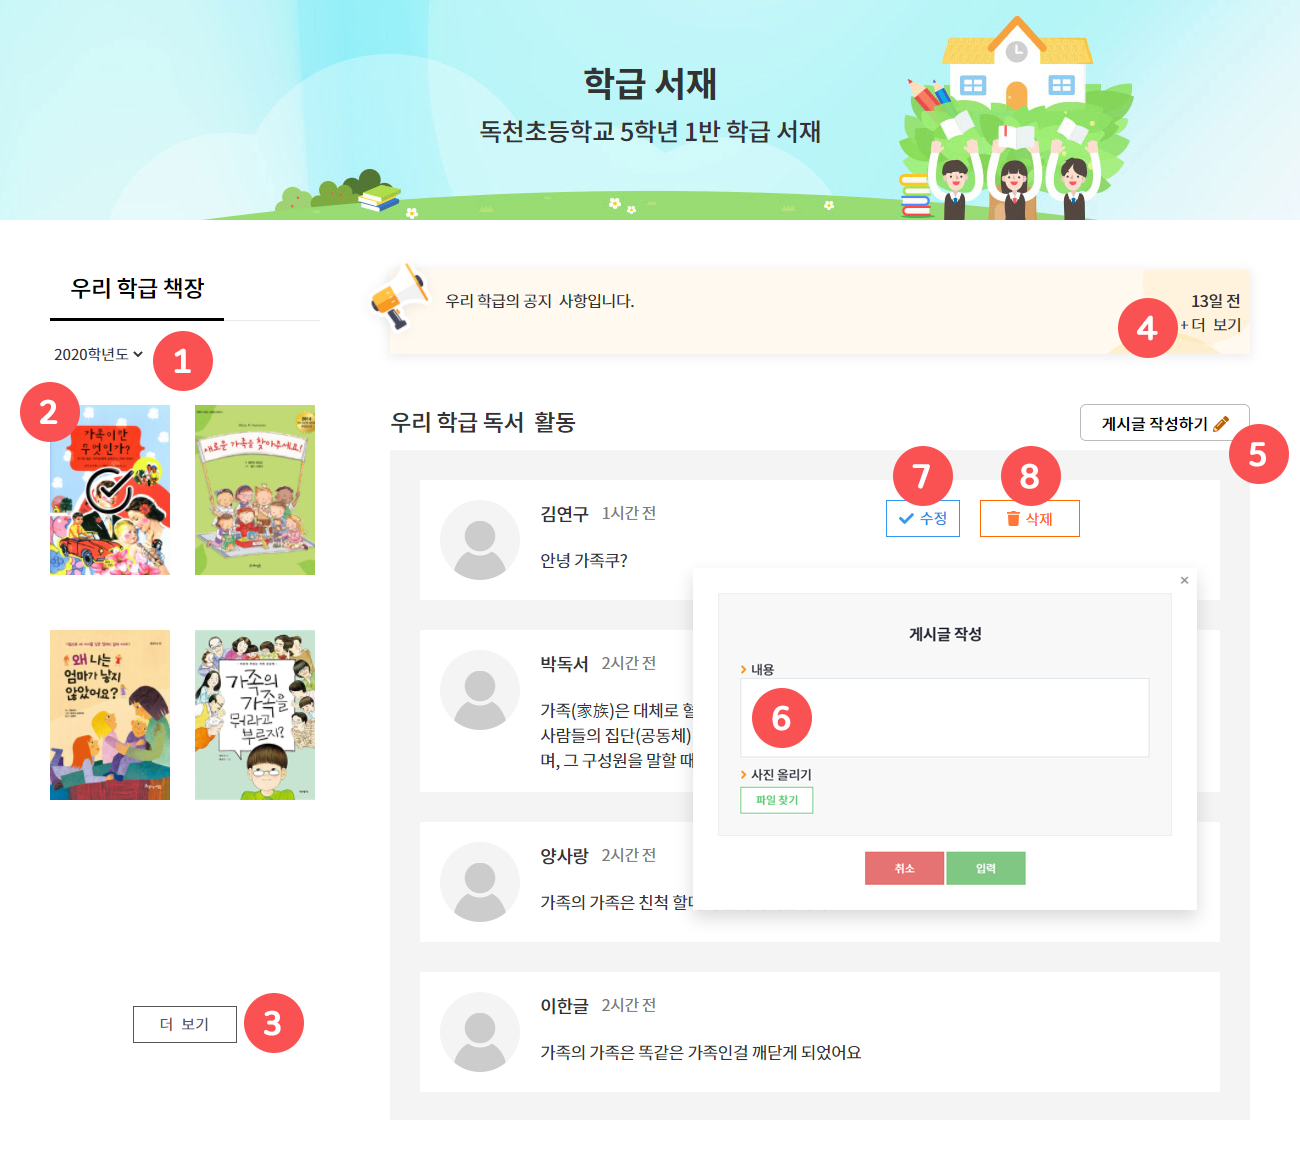 학급 서재
독천초등학교 5학년 1반 학급 서재
우리 학급 책장
2020학년도
1
2
가족이란
무엇인가?
새로운 가족을 찾아주세요!
왜 나는
엄마가 낳지
않았어요?
가족의
가족을
뭐라고
부르지?
더 보기
3
우리 학급의 공지 사항입니다.
13일 전
+ 더 보기
4
우리 학급 독서 활동
게시글 작성하기
5
김연구 1시간 전
7
수정
8
삭제
안녕 가족쿠?
박독서 2시간 전
가족(家族)은 대체로 혈
사람들의 집단(공동체)
며, 그 구성원을 말할 때
양사랑 2시간 전
가족의 가족은 친척 할
이한글 2시간 전
가족의 가족은 똑같은 가족인걸 깨닫게 되었어요
×
게시글 작성
내용
6
사진 올리기
파일 찾기
취소
입력